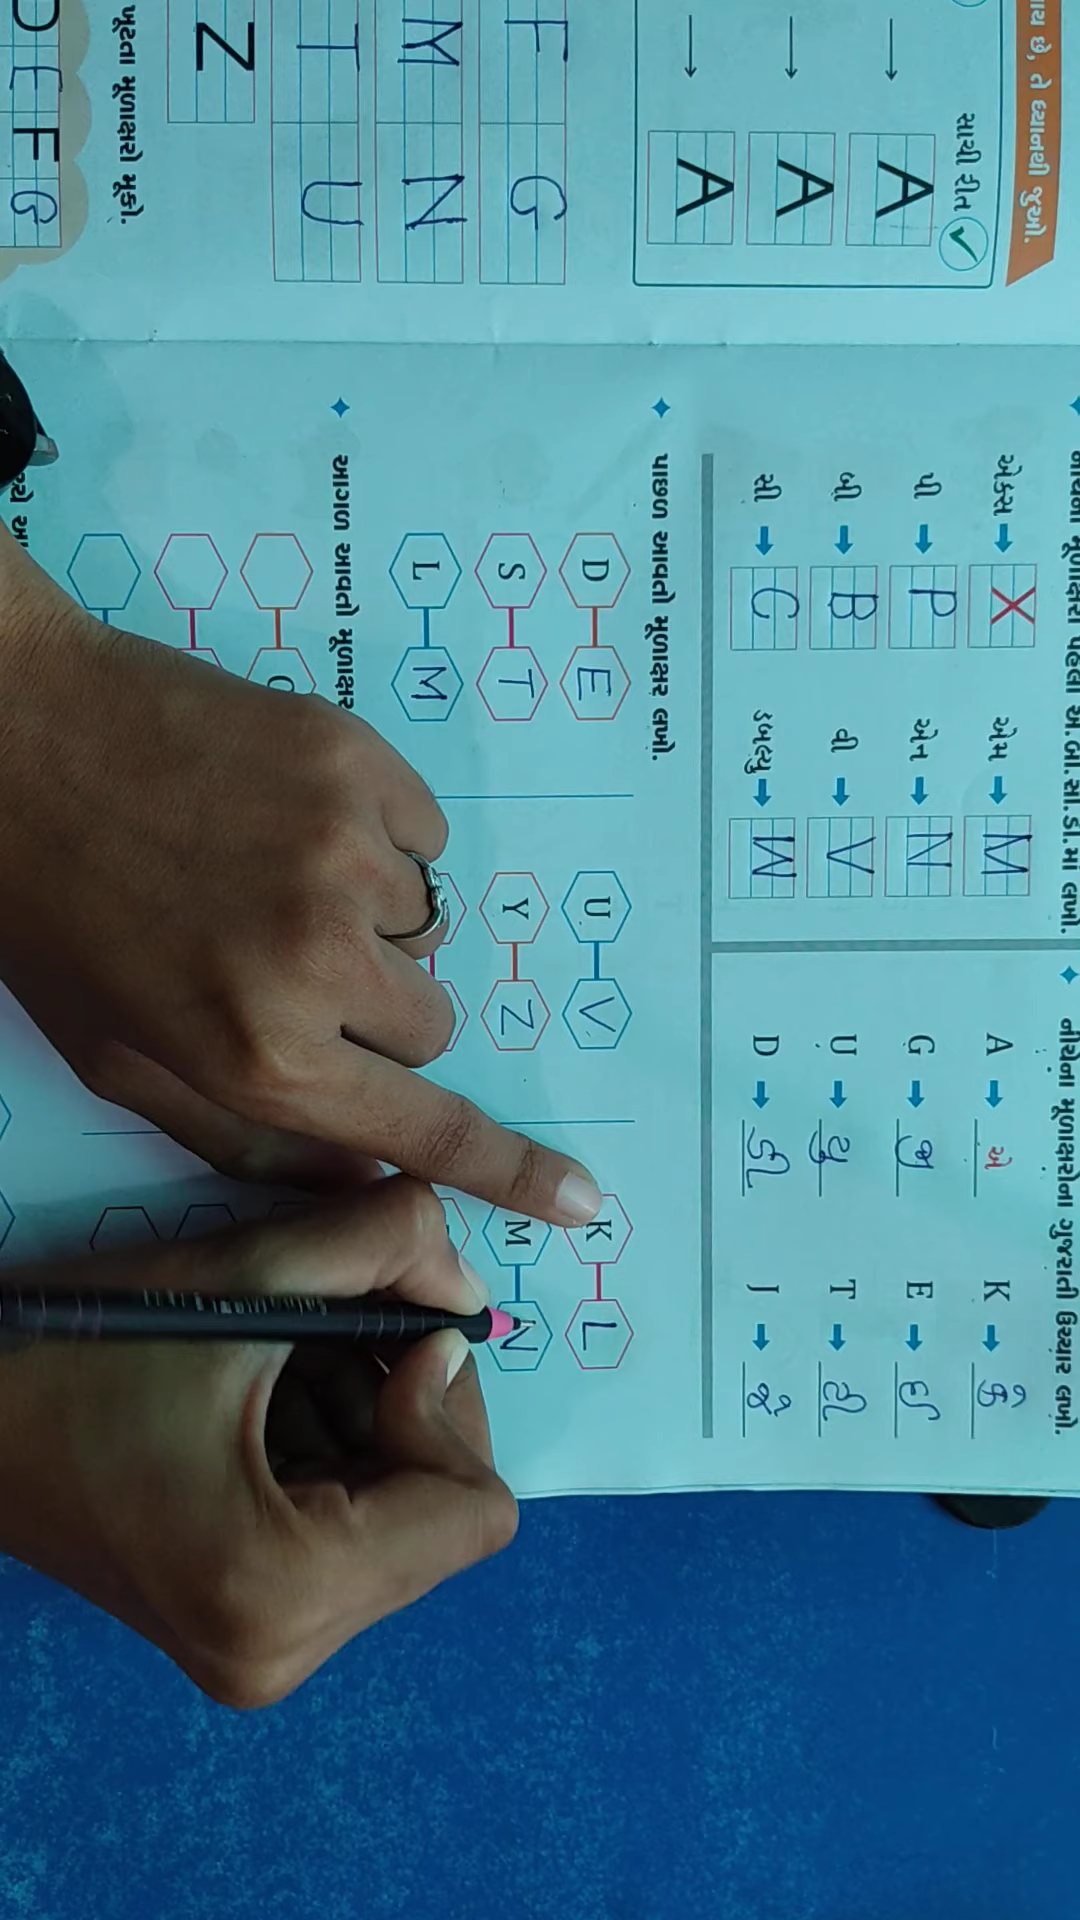 ાય છે, તે ધ્યાનથી જુઓ.
સાચી રીત ✓
→ A
→ A
→ A
F G
M N
T U
Z
ખૂટતા મૂળાક્ષરો મૂકો.
D E F G
મૂળાક્ષરો પહેલી એ.બી.સી.ડી.માં લખો.
એક્સ → X એમ → M
પી → P એન → N
બી → B વી → V
સી → C ડબલ્યુ → W
નીચેના મૂળાક્ષરોના ગુજરાતી ઉચ્ચાર લખો.
A → એ K → કે
G → જી E → ઈ
U → યુ T → ટી
D → ડી J → જે
પાછળ આવતો મૂળાક્ષર લખો.
D E U V K L
S T Y Z M N
L M
આગળ આવતો મૂળાક્ષર